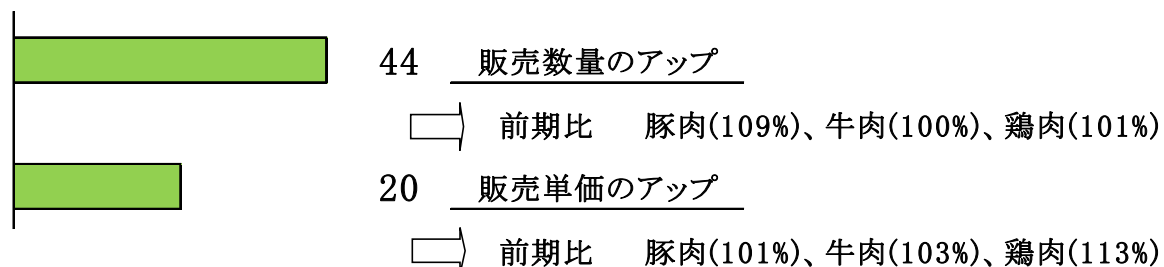 44 販売数量のアップ
前期比 豚肉(109%)、牛肉(100%)、鶏肉(101%)
20 販売単価のアップ
前期比 豚肉(101%)、牛肉(103%)、鶏肉(113%)